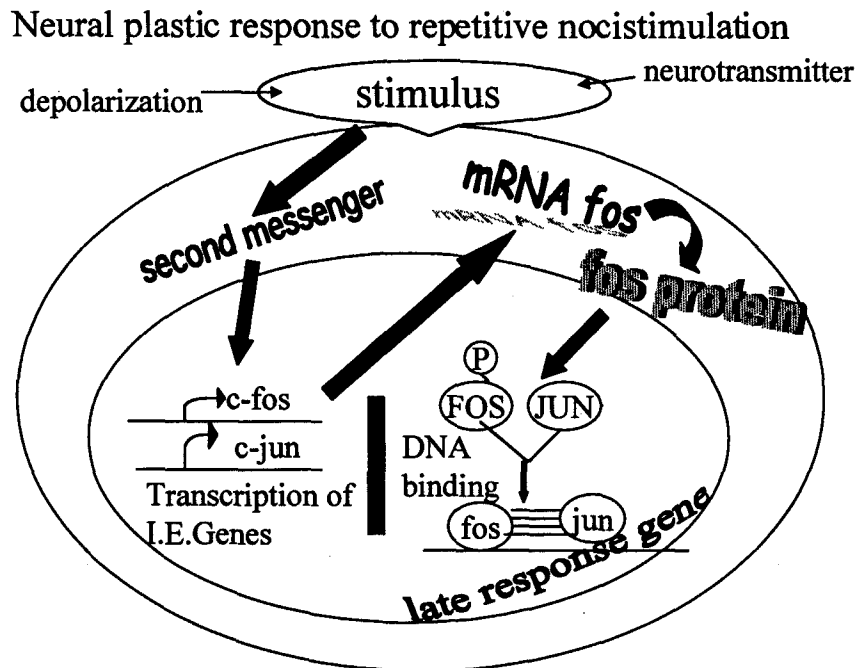 Neural plastic response to repetitive nocistimulation
depolarization
stimulus
neurotransmitter
second messenger
mRNA fos
fos protein
c-fos
c-jun
Transcription of
I.E.Genes
P
FOS
JUN
DNA
binding
fos
jun
late response gene